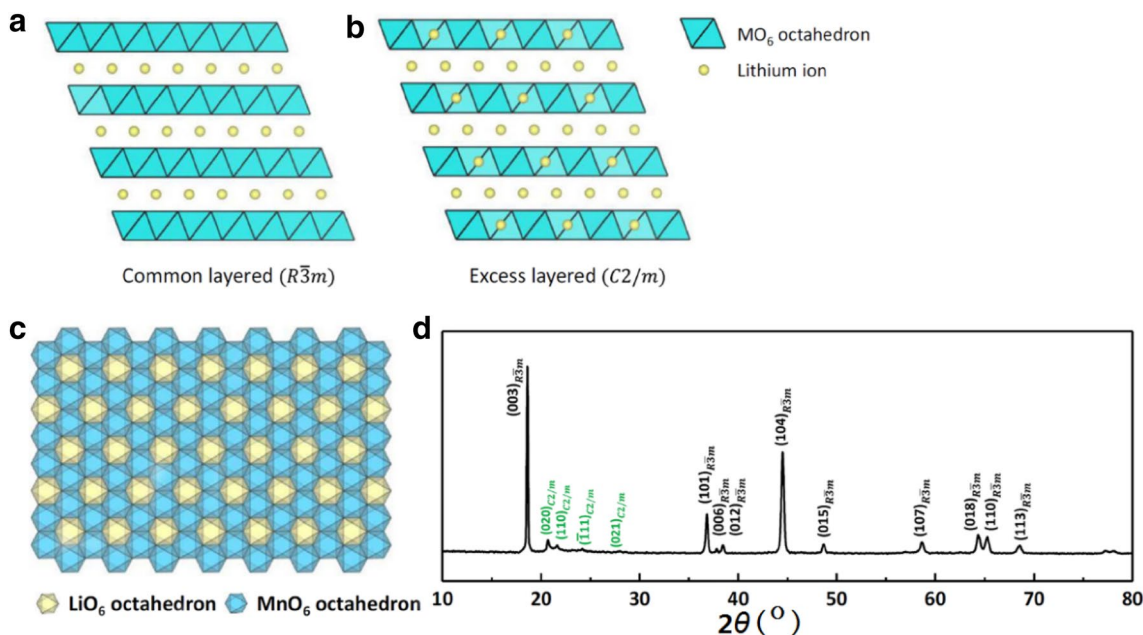 a
b
MO₆ octahedron
Lithium ion
Common layered (R3̅m)
Excess layered (C2/m)
c
LiO₆ octahedron
MnO₆ octahedron
d
(003)R3̅m
(020)C2/m
(110)C2/m
(1̅11)C2/m
(021)C2/m
(101)R3̅m
(006)R3̅m
(012)R3̅m
(104)R3̅m
(015)R3̅m
(107)R3̅m
(018)R3̅m
(110)R3̅m
(113)R3̅m
10 20 30 40 50 60 70 80
2θ (°)